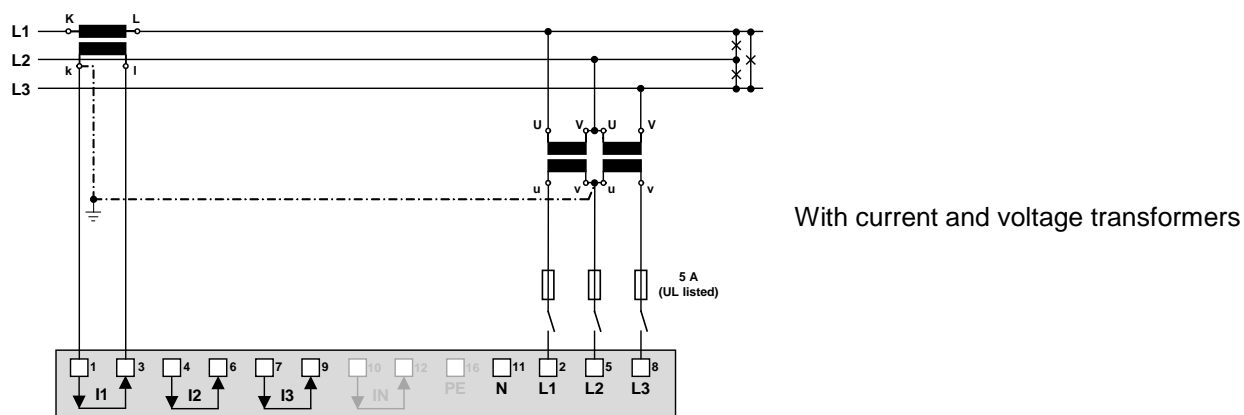 K L
L1
L2
k l
L3
U V U V
u v u v
With current and voltage transformers
5 A
(UL listed)
1 3 4 6 7 9 10 12 16 11 2 5 8
I1 I2 I3 IN PE N L1 L2 L3